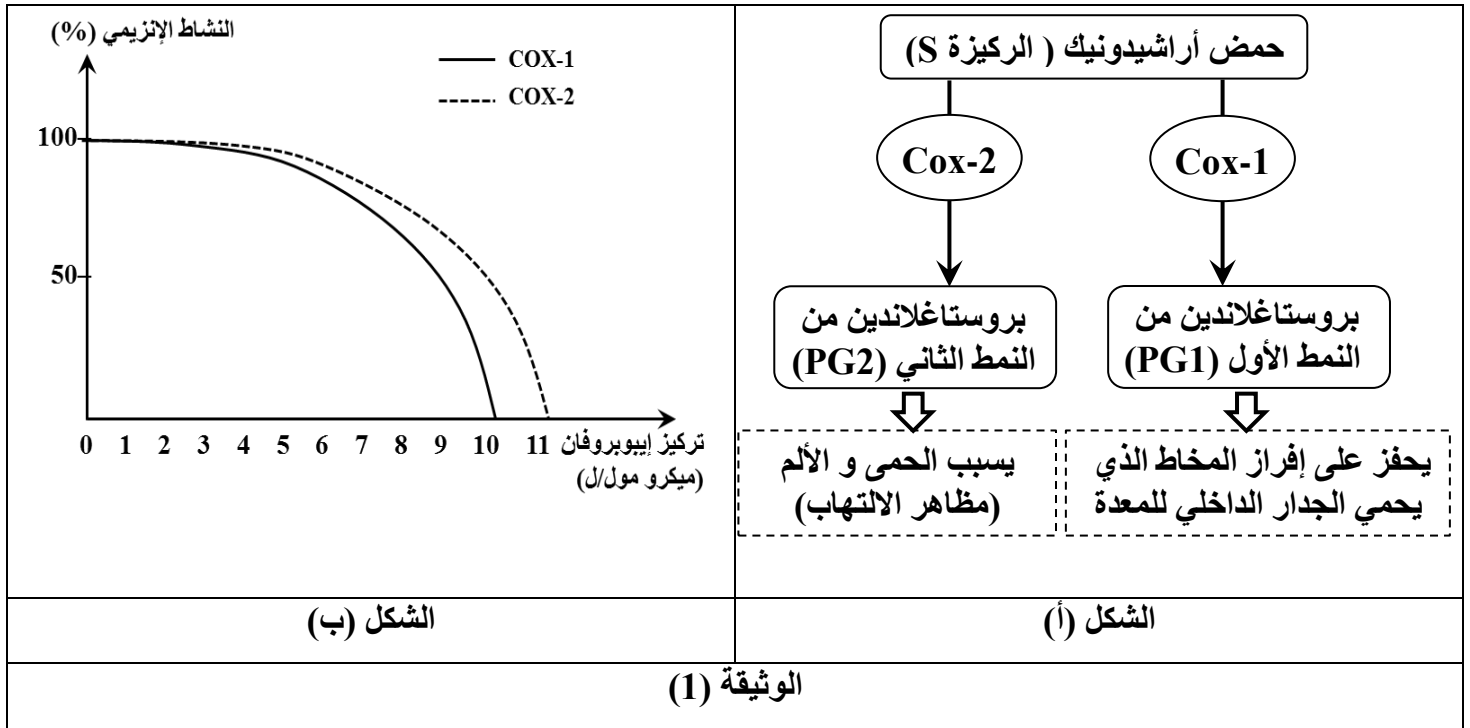 حمض أراشيدونيك ( الركيزة S)
Cox-1
Cox-2
بروستاغلاندين من
النمط الأول (PG1)
بروستاغلاندين من
النمط الثاني (PG2)
يحفز على إفراز المخاط الذي
يحمي الجدار الداخلي للمعدة
يسبب الحمى و الألم
(مظاهر الالتهاب)
الشكل (أ)
النشاط الإنزيمي (%)
COX-1
COX-2
100
50
0 1 2 3 4 5 6 7 8 9 10 11 تركيز إيبوبروفان
(ميكرو مول/ل)
الشكل (ب)
الوثيقة (1)